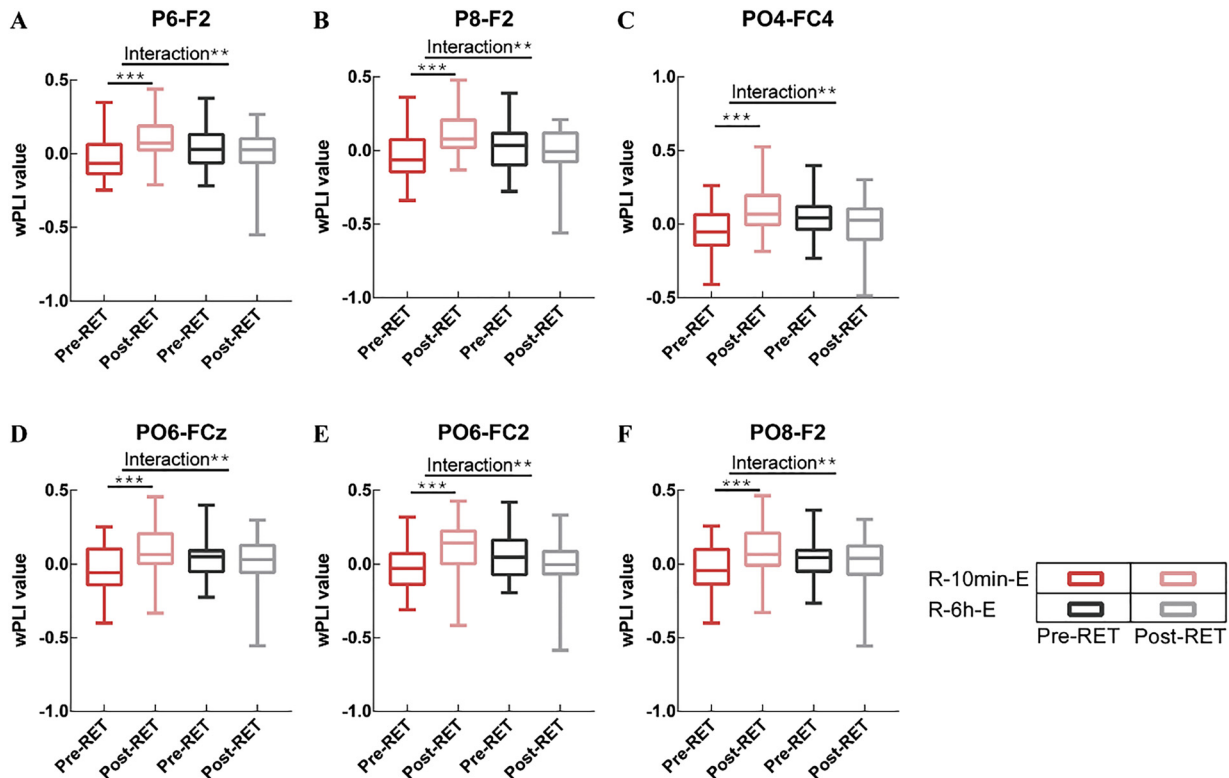 A
P6-F2
Interaction**
***
wPLI value
0.5
0.0
-0.5
-1.0
Pre-RET
Post-RET
Pre-RET
Post-RET
B
P8-F2
Interaction**
***
wPLI value
0.5
0.0
-0.5
-1.0
Pre-RET
Post-RET
Pre-RET
Post-RET
C
PO4-FC4
Interaction**
***
wPLI value
1.0
0.5
0.0
-0.5
Pre-RET
Post-RET
Pre-RET
Post-RET
D
PO6-FCz
Interaction**
***
wPLI value
0.5
0.0
-0.5
-1.0
Pre-RET
Post-RET
Pre-RET
Post-RET
E
PO6-FC2
Interaction**
***
wPLI value
0.5
0.0
-0.5
-1.0
Pre-RET
Post-RET
Pre-RET
Post-RET
F
PO8-F2
Interaction**
***
wPLI value
0.5
0.0
-0.5
-1.0
Pre-RET
Post-RET
Pre-RET
Post-RET
R-10min-E
R-6h-E
Pre-RET Post-RET